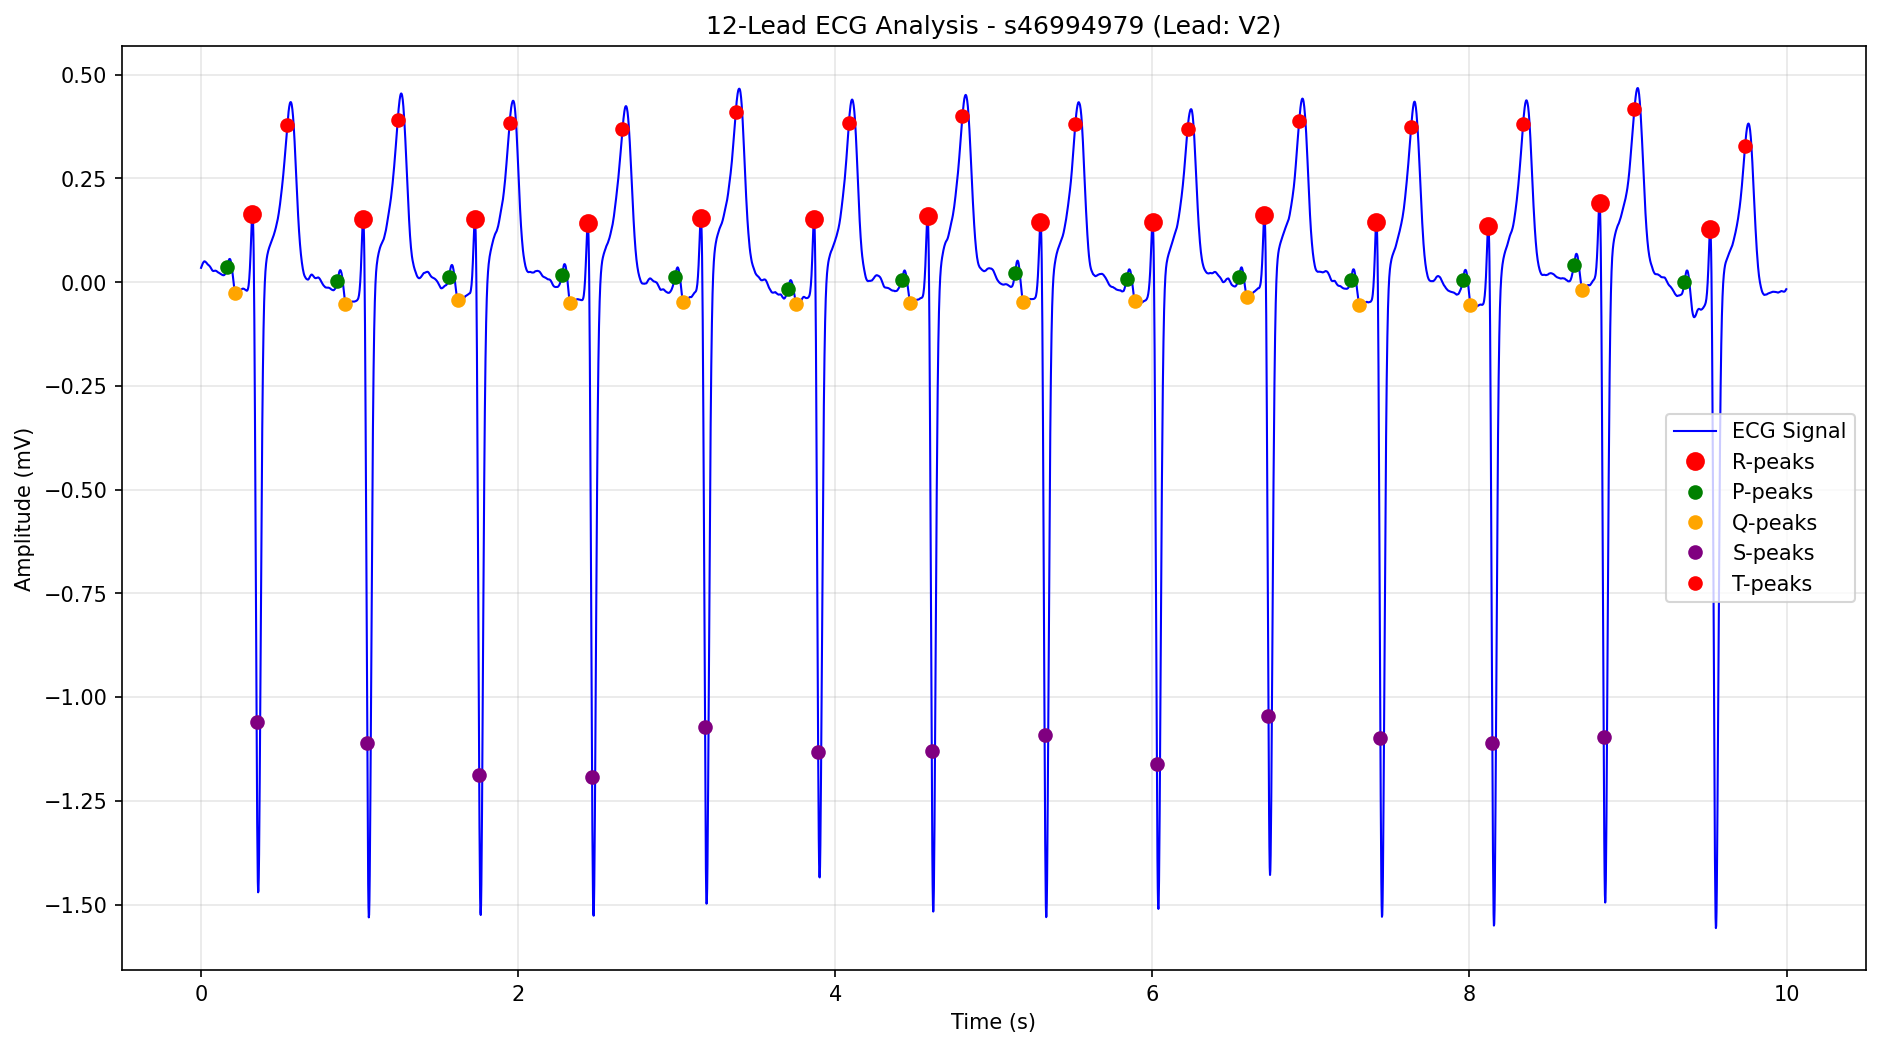 12-Lead ECG Analysis - s46994979 (Lead: V2)
Amplitude (mV)
0.50
0.25
0.00
−0.25
−0.50
−0.75
−1.00
−1.25
−1.50
ECG Signal
R-peaks
P-peaks
Q-peaks
S-peaks
T-peaks
0 2 4 6 8 10
Time (s)